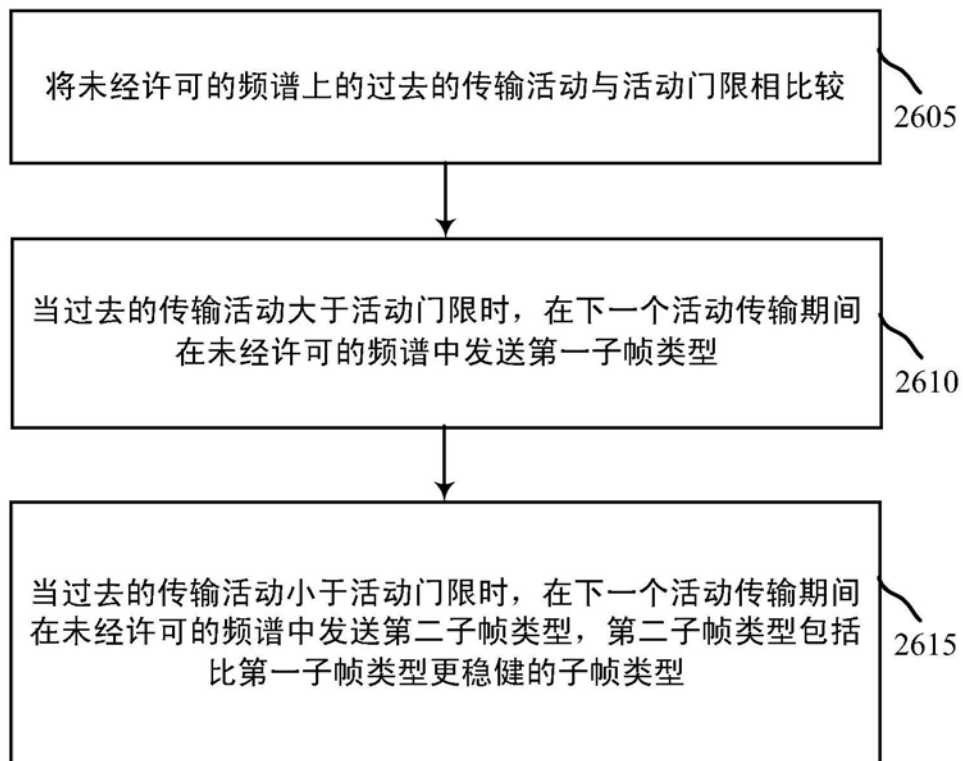 将未经许可的频谱上的过去的传输活动与活动门限相比较
2605
当过去的传输活动大于活动门限时，在下一个活动传输期间
在未经许可的频谱中发送第一子帧类型
2610
当过去的传输活动小于活动门限时，在下一个活动传输期间
在未经许可的频谱中发送第二子帧类型，第二子帧类型包括
比第一子帧类型更稳健的子帧类型
2615